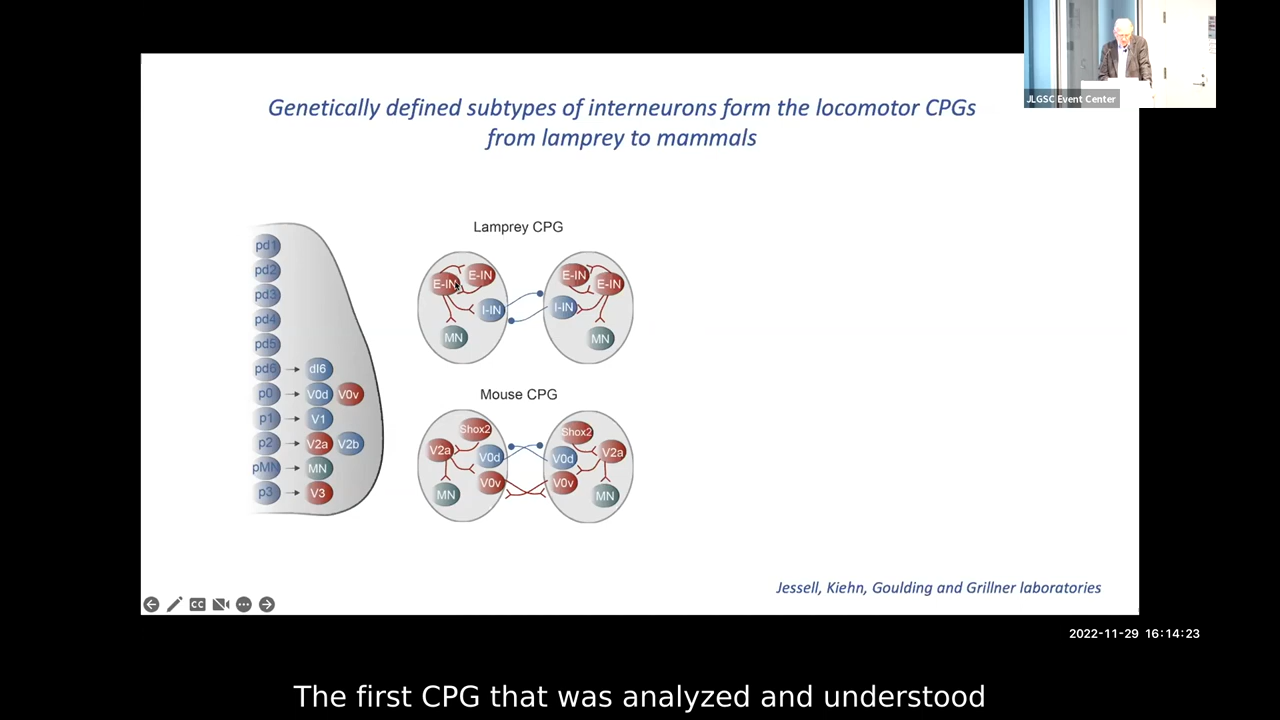 JLGSC Event Center
Genetically defined subtypes of interneurons form the locomotor CPGs
from lamprey to mammals
pd1
pd2
pd3
pd4
pd5
pd6 dI6
p0 V0d V0v
p1 V1
p2 V2a V2b
pMN MN
p3 V3
Lamprey CPG
E-IN E-IN E-IN E-IN
I-IN I-IN
MN MN
Mouse CPG
Shox2 Shox2
V2a V0d V0d V2a
V0v V0v
MN MN
Jessell, Kiehn, Goulding and Grillner laboratories
CC
2022-11-29 16:14:23
The first CPG that was analyzed and understood